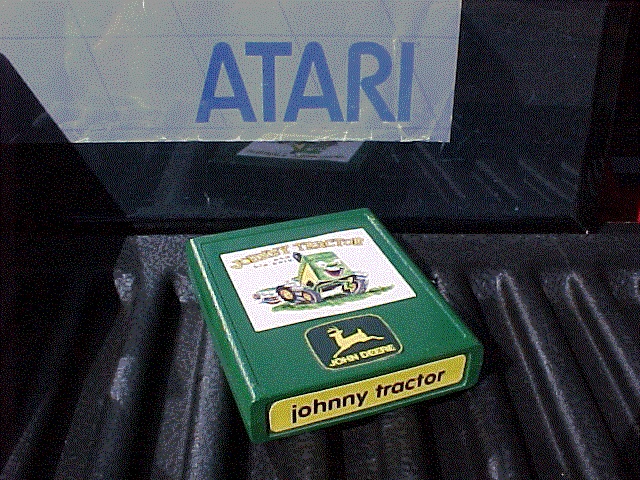 ATARI
JOHNNY TRACTOR
JOHN DEERE
johnny tractor